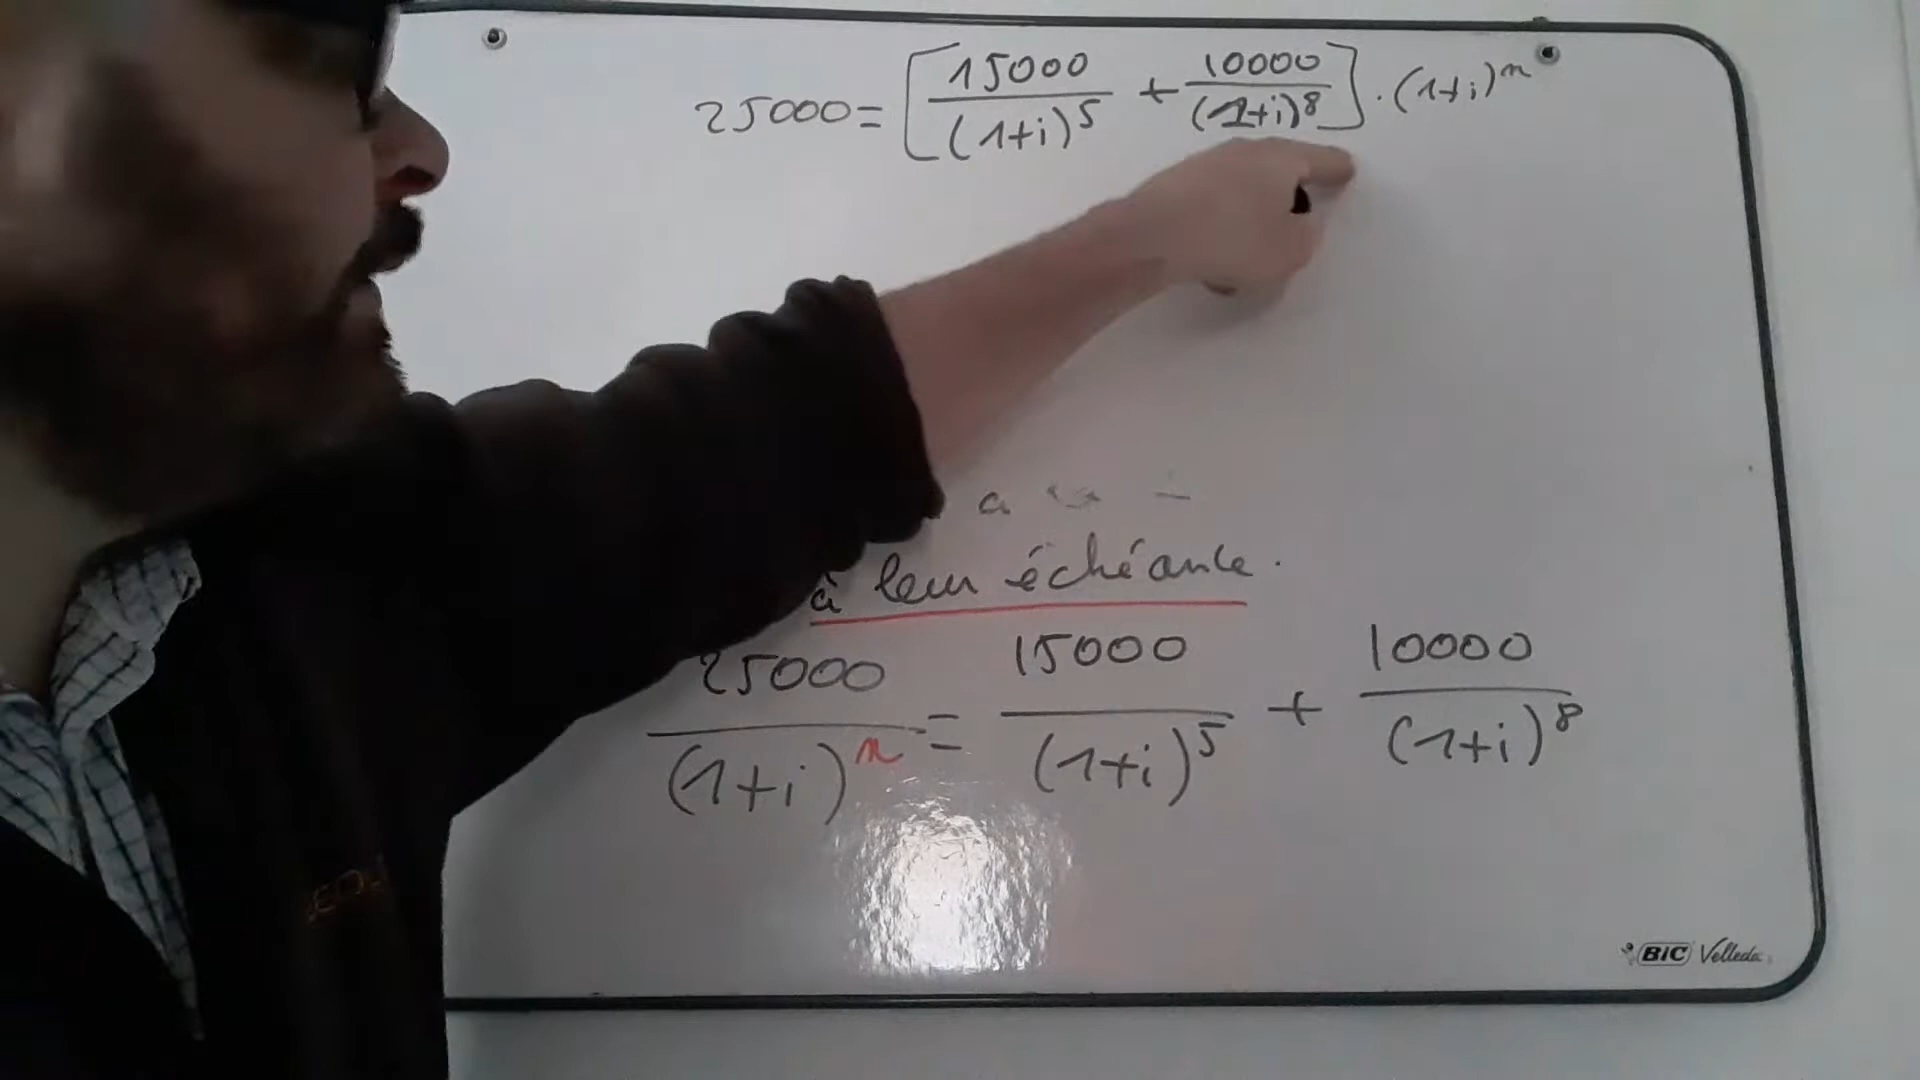 25000 = [ 15000/(1+i)^5 + 10000/(1+i)^8 ] . (1+i)^n
a
à leur échéance.
25000/(1+i)^n = 15000/(1+i)^5 + 10000/(1+i)^8
BIC Velleda